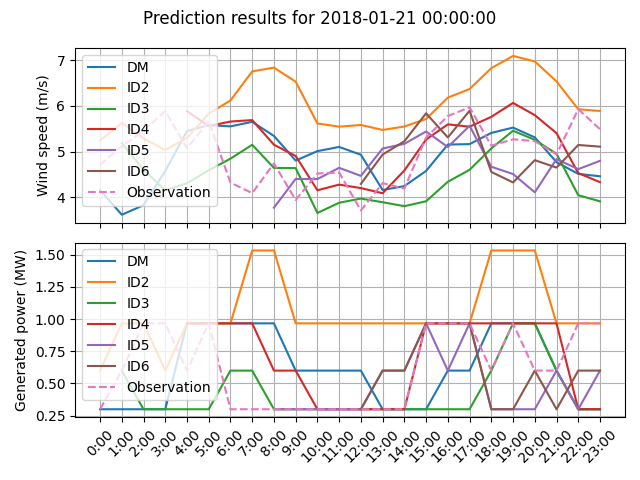 Prediction results for 2018-01-21 00:00:00
Wind speed (m/s)
7
6
5
4
DM
ID2
ID3
ID4
ID5
ID6
Observation
Generated power (MW)
1.50
1.25
1.00
0.75
0.50
0.25
DM
ID2
ID3
ID4
ID5
ID6
Observation
0:00 1:00 2:00 3:00 4:00 5:00 6:00 7:00 8:00 9:00 10:00 11:00 12:00 13:00 14:00 15:00 16:00 17:00 18:00 19:00 20:00 21:00 22:00 23:00